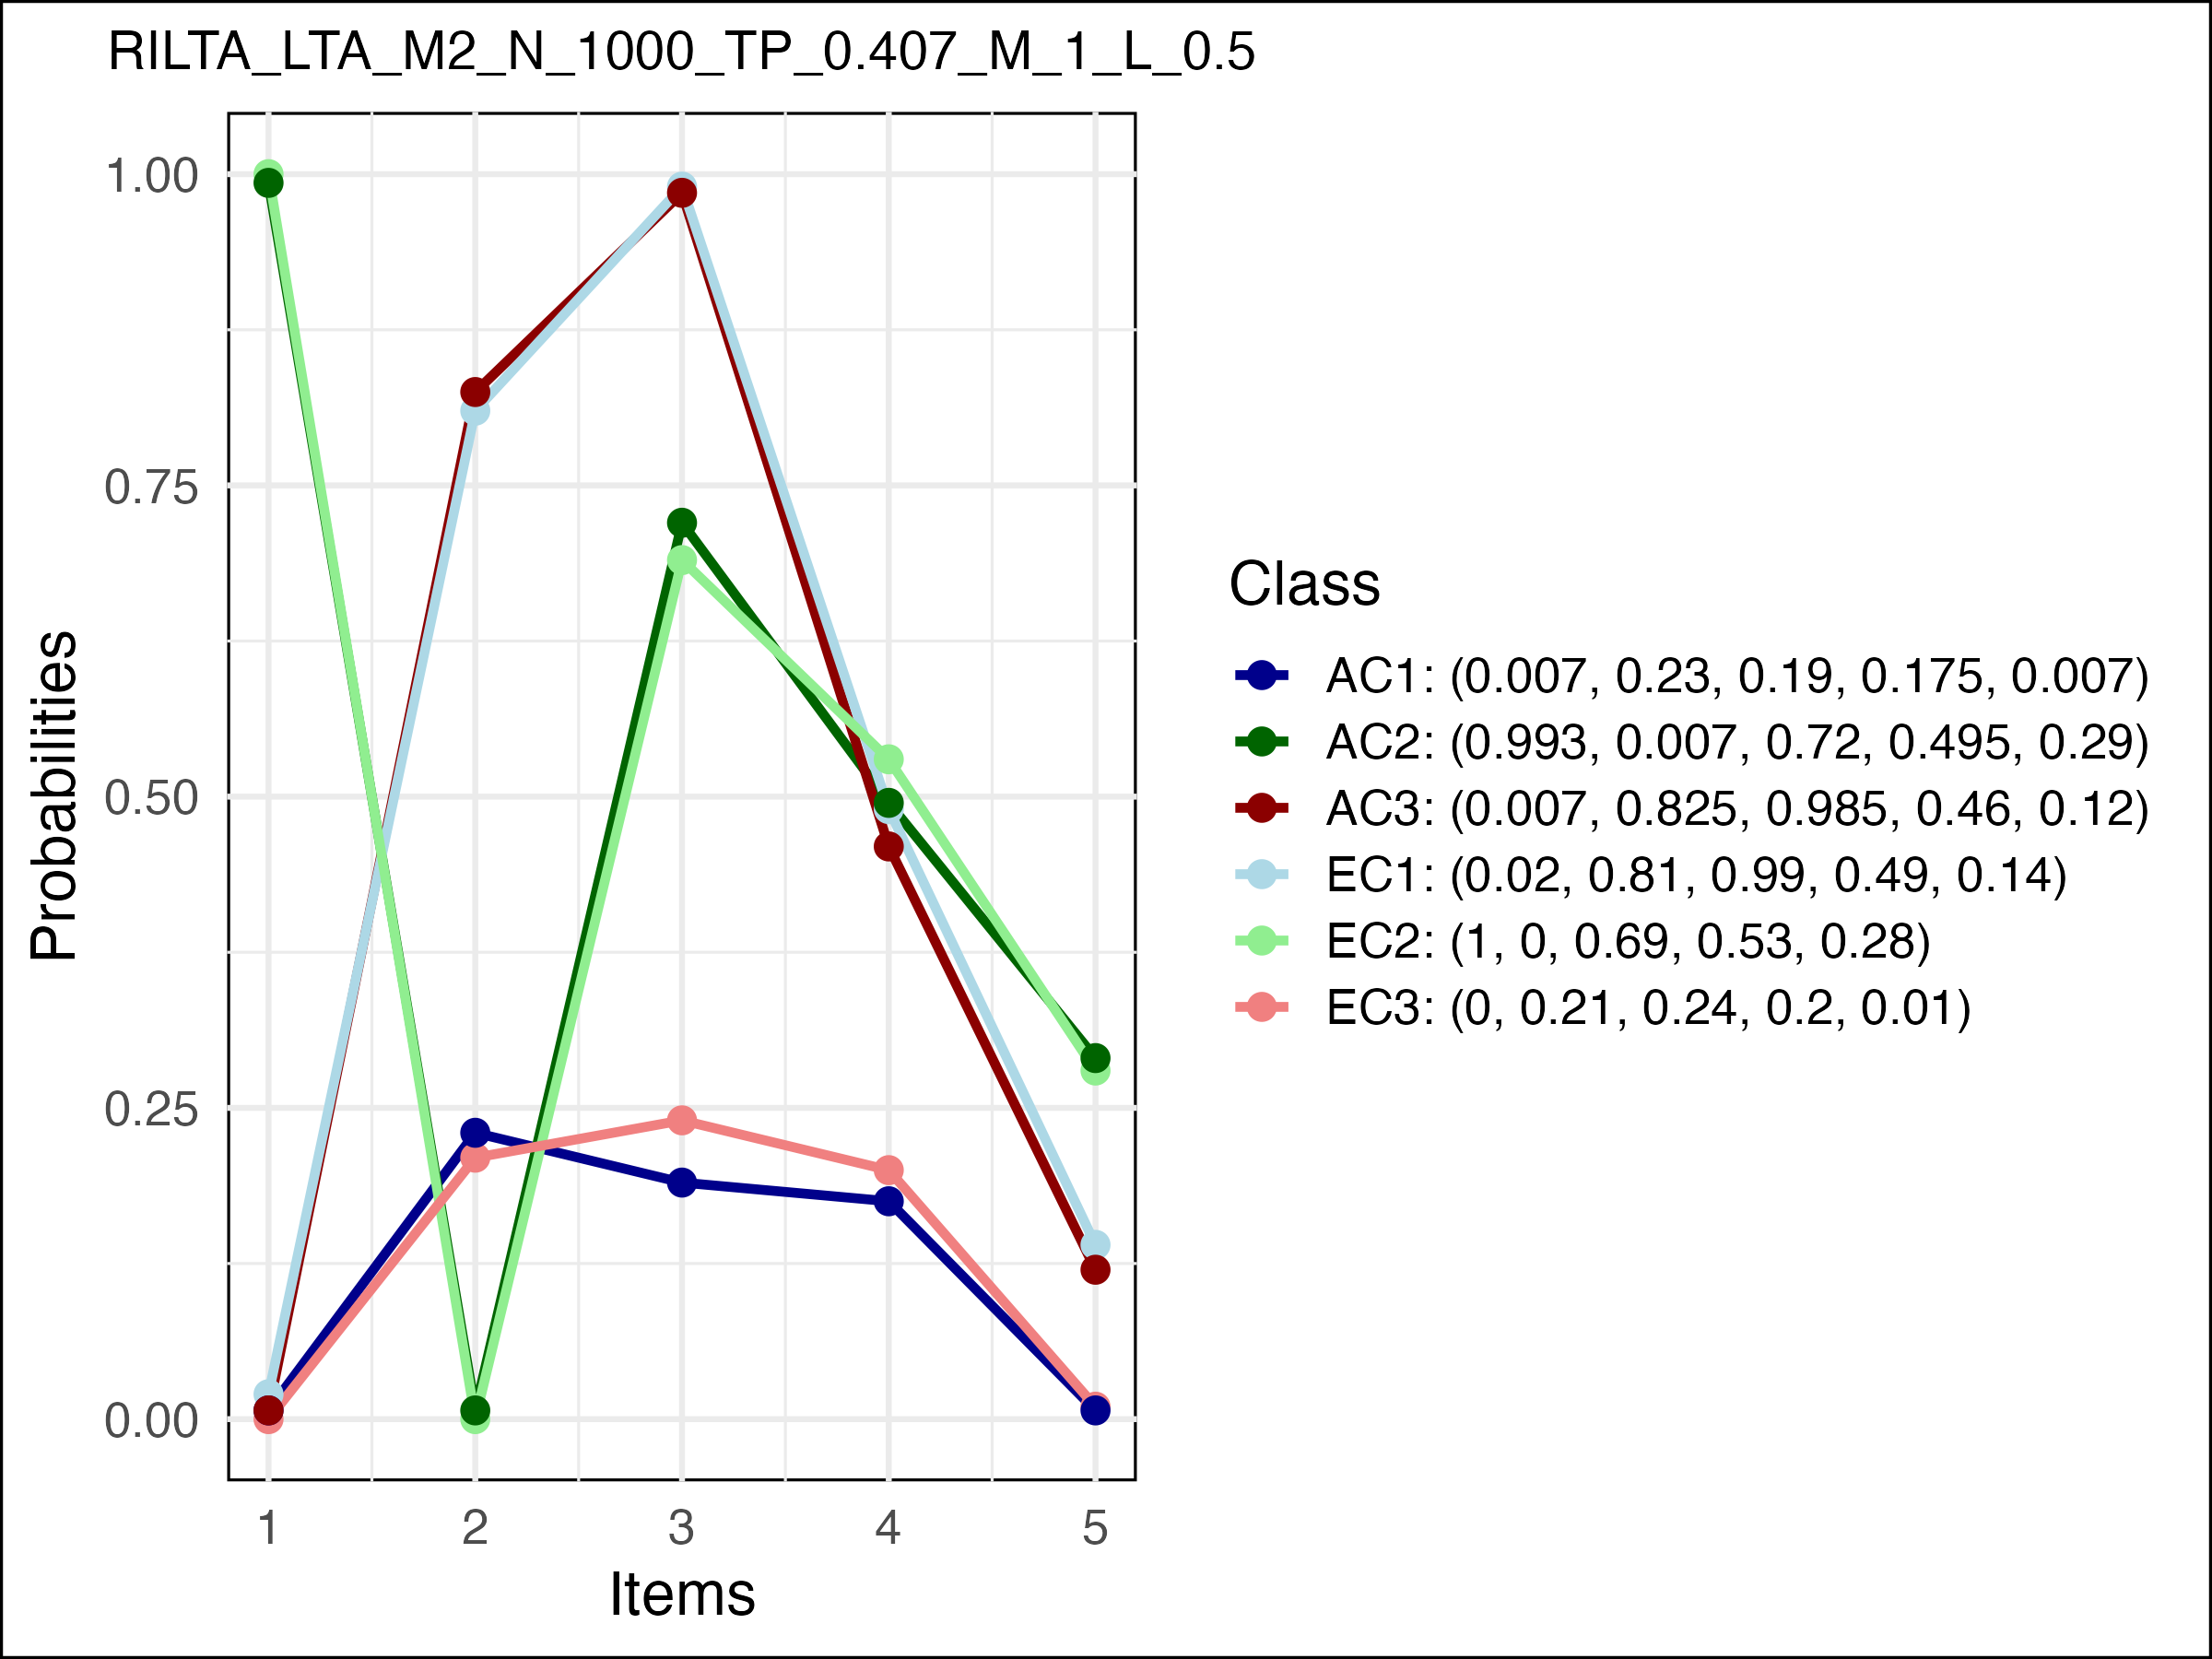 RILTA_LTA_M2_N_1000_TP_0.407_M_1_L_0.5
1.00
0.75
0.50
0.25
0.00
Probabilities
1 2 3 4 5
Items
Class
AC1: (0.007, 0.23, 0.19, 0.175, 0.007)
AC2: (0.993, 0.007, 0.72, 0.495, 0.29)
AC3: (0.007, 0.825, 0.985, 0.46, 0.12)
EC1: (0.02, 0.81, 0.99, 0.49, 0.14)
EC2: (1, 0, 0.69, 0.53, 0.28)
EC3: (0, 0.21, 0.24, 0.2, 0.01)